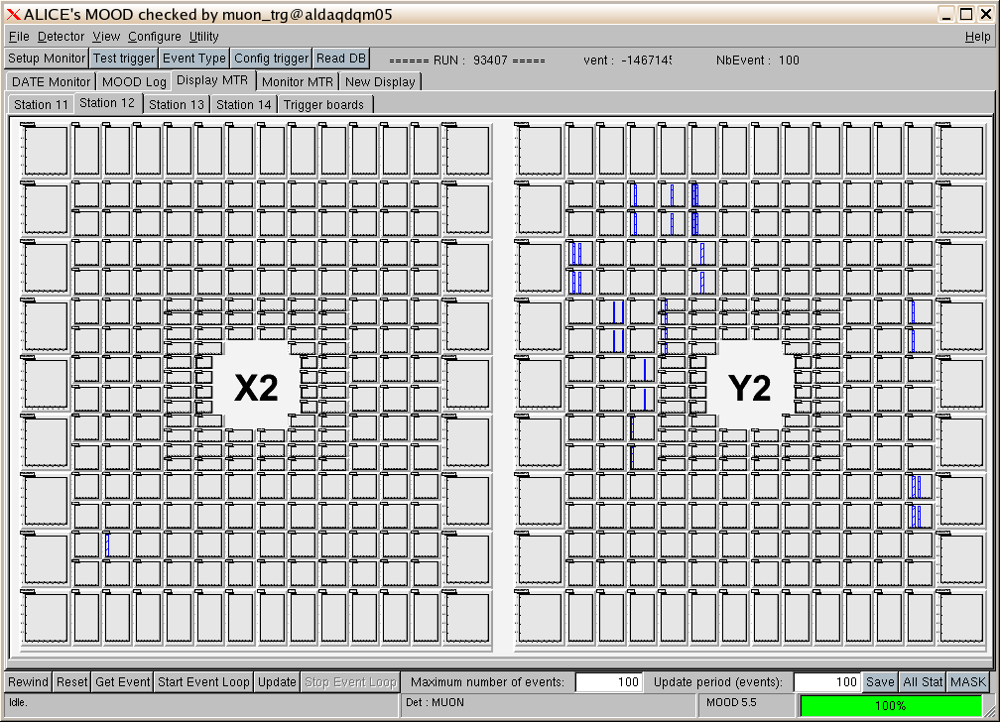 ALICE's MOOD checked by muon_trg@aldaqdqm05
File Detector View Configure Utility Help
Setup Monitor Test trigger Event Type Config trigger Read DB ====== RUN : 93407 ===== vent : -1467145 NbEvent : 100
DATE Monitor MOOD Log Display MTR Monitor MTR New Display
Station 11 Station 12 Station 13 Station 14 Trigger boards
X2 Y2
Rewind Reset Get Event Start Event Loop Update Stop Event Loop Maximum number of events: 100 Update period (events): 100 Save All Stat MASK
Idle. Det : MUON MOOD 5.5 100%